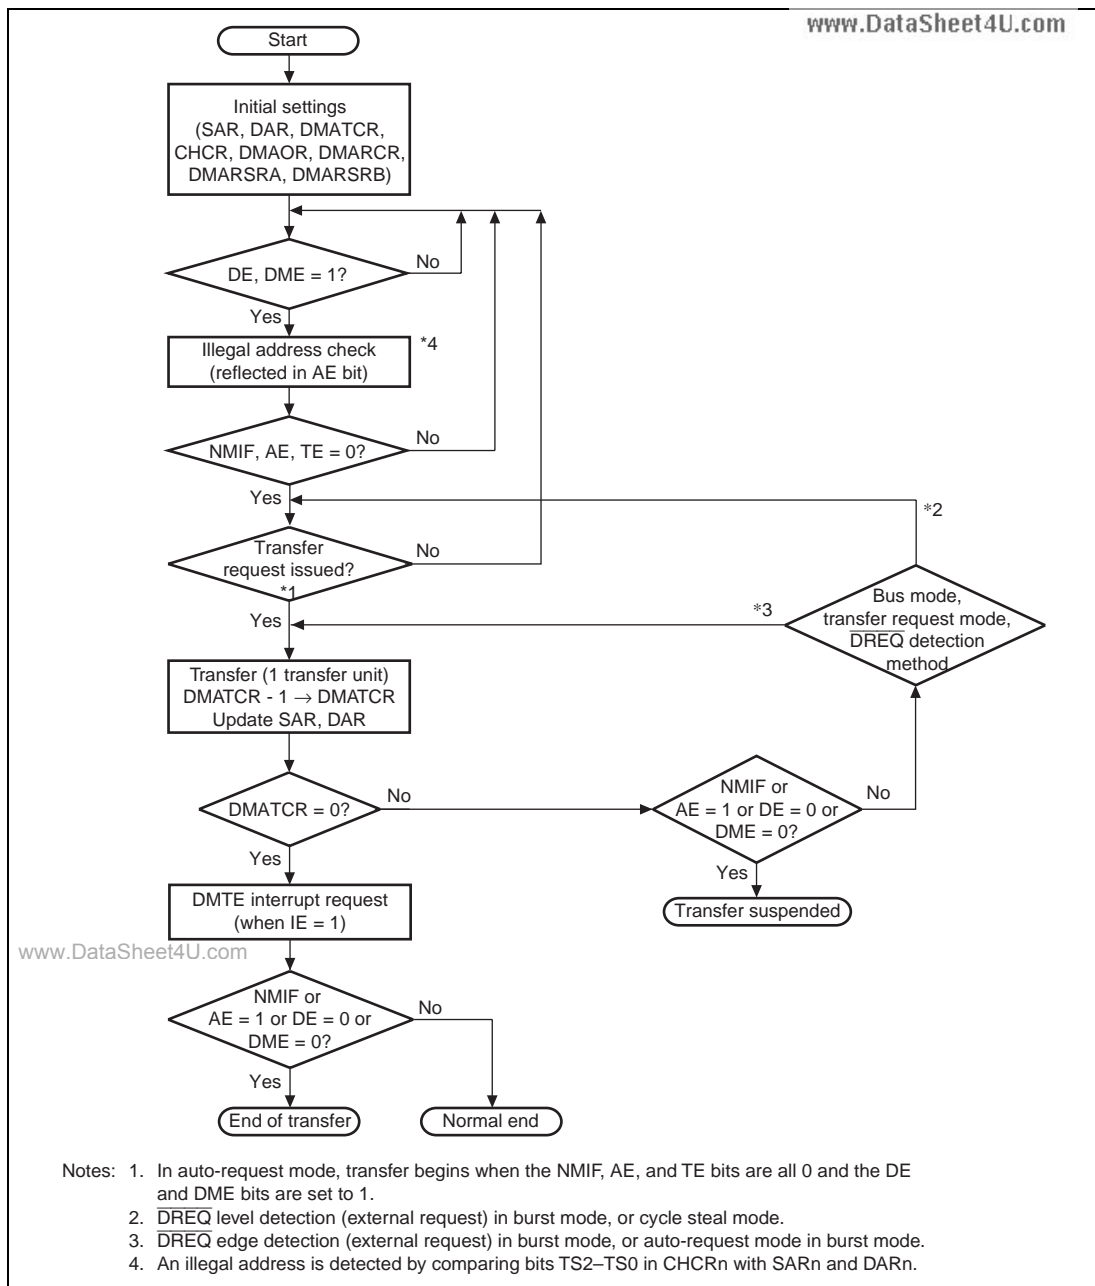 www.DataSheet4U.com
Start
Initial settings
(SAR, DAR, DMATCR,
CHCR, DMAOR, DMARCR,
DMARSRA, DMARSRB)
DE, DME = 1?
No
Yes
Illegal address check
(reflected in AE bit)
*4
NMIF, AE, TE = 0?
No
Yes
*2
Transfer
request issued?
*1
No
Bus mode,
transfer request mode,
DREQ detection
method
*3
Yes
Transfer (1 transfer unit)
DMATCR - 1 → DMATCR
Update SAR, DAR
DMATCR = 0?
No
NMIF or
AE = 1 or DE = 0 or
DME = 0?
No
Yes
Yes
DMTE interrupt request
(when IE = 1)
Transfer suspended
www.DataSheet4U.com
NMIF or
AE = 1 or DE = 0 or
DME = 0?
No
Yes
End of transfer
Normal end
Notes: 1. In auto-request mode, transfer begins when the NMIF, AE, and TE bits are all 0 and the DE
and DME bits are set to 1.
2. DREQ level detection (external request) in burst mode, or cycle steal mode.
3. DREQ edge detection (external request) in burst mode, or auto-request mode in burst mode.
4. An illegal address is detected by comparing bits TS2–TS0 in CHCRn with SARn and DARn.